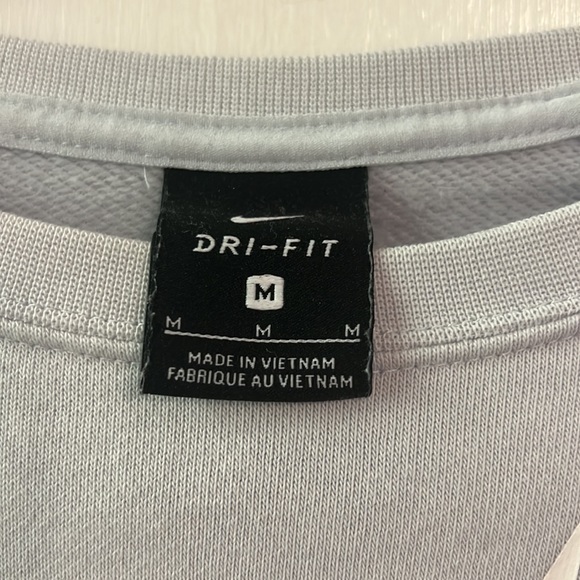 DRI-FIT
M
M M M
MADE IN VIETNAM
FABRIQUE AU VIETNAM